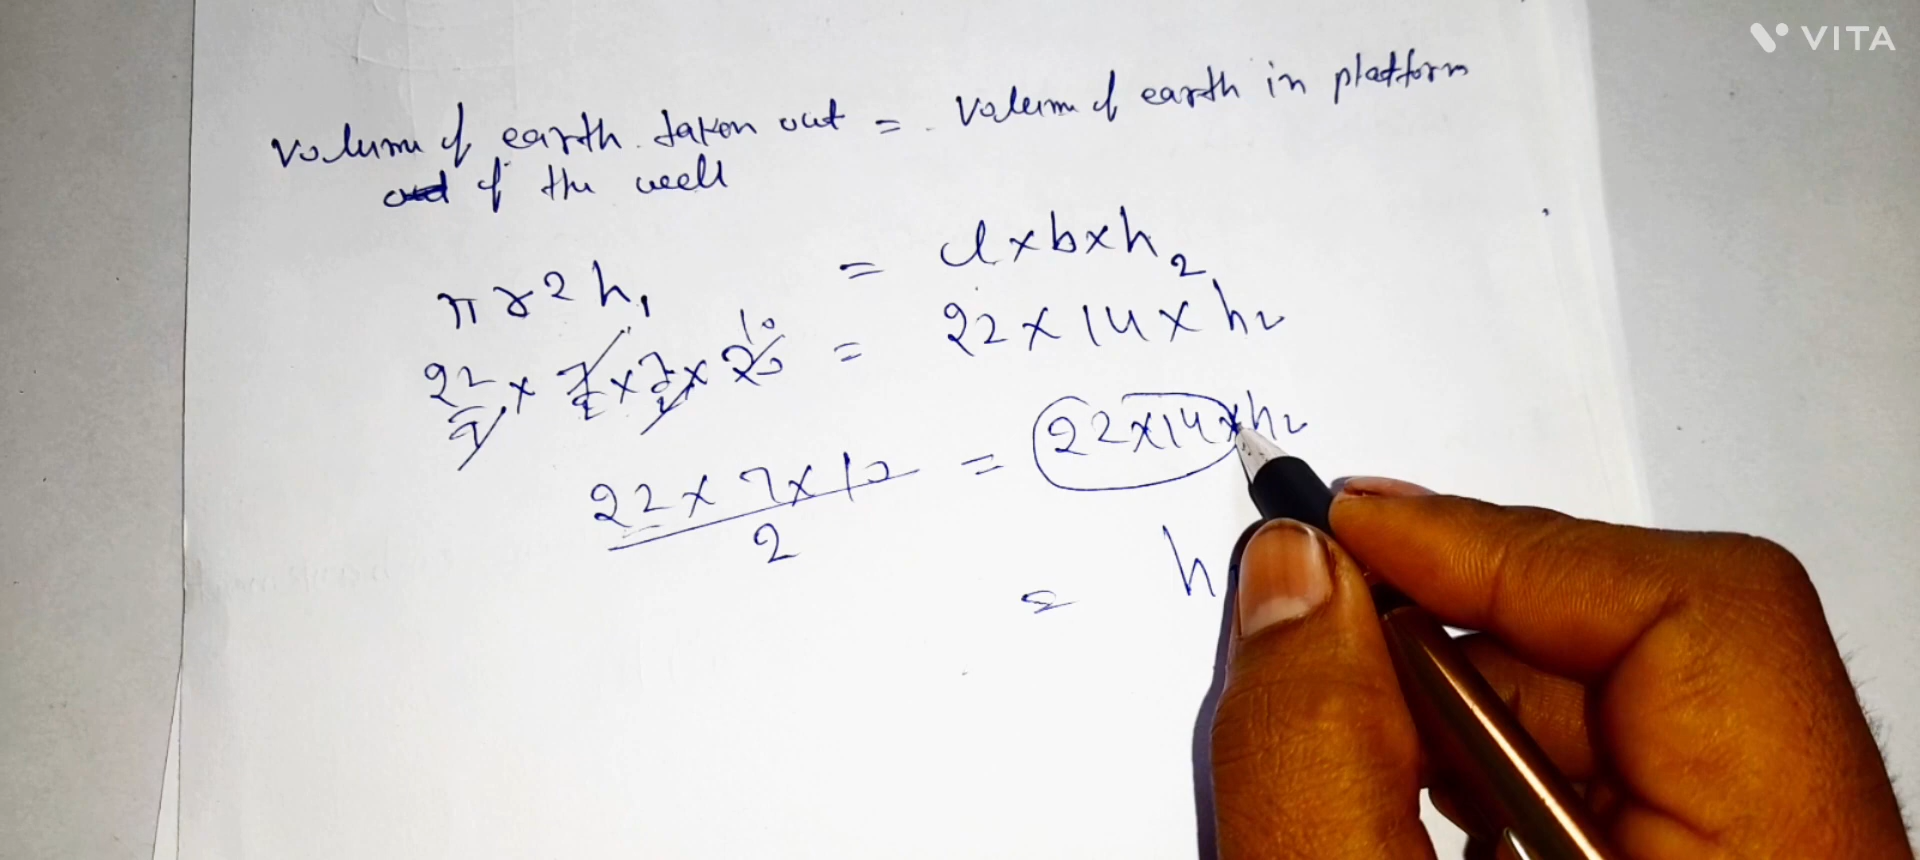 VITA
volume of earth taken out = volume of earth in platform
of the well
πr2h1 = l×b×h2
22/7 × 7/2 × 7/2 × 20 10 = 22×14×h2
22×7×10/2 = 22×14×h2
= h